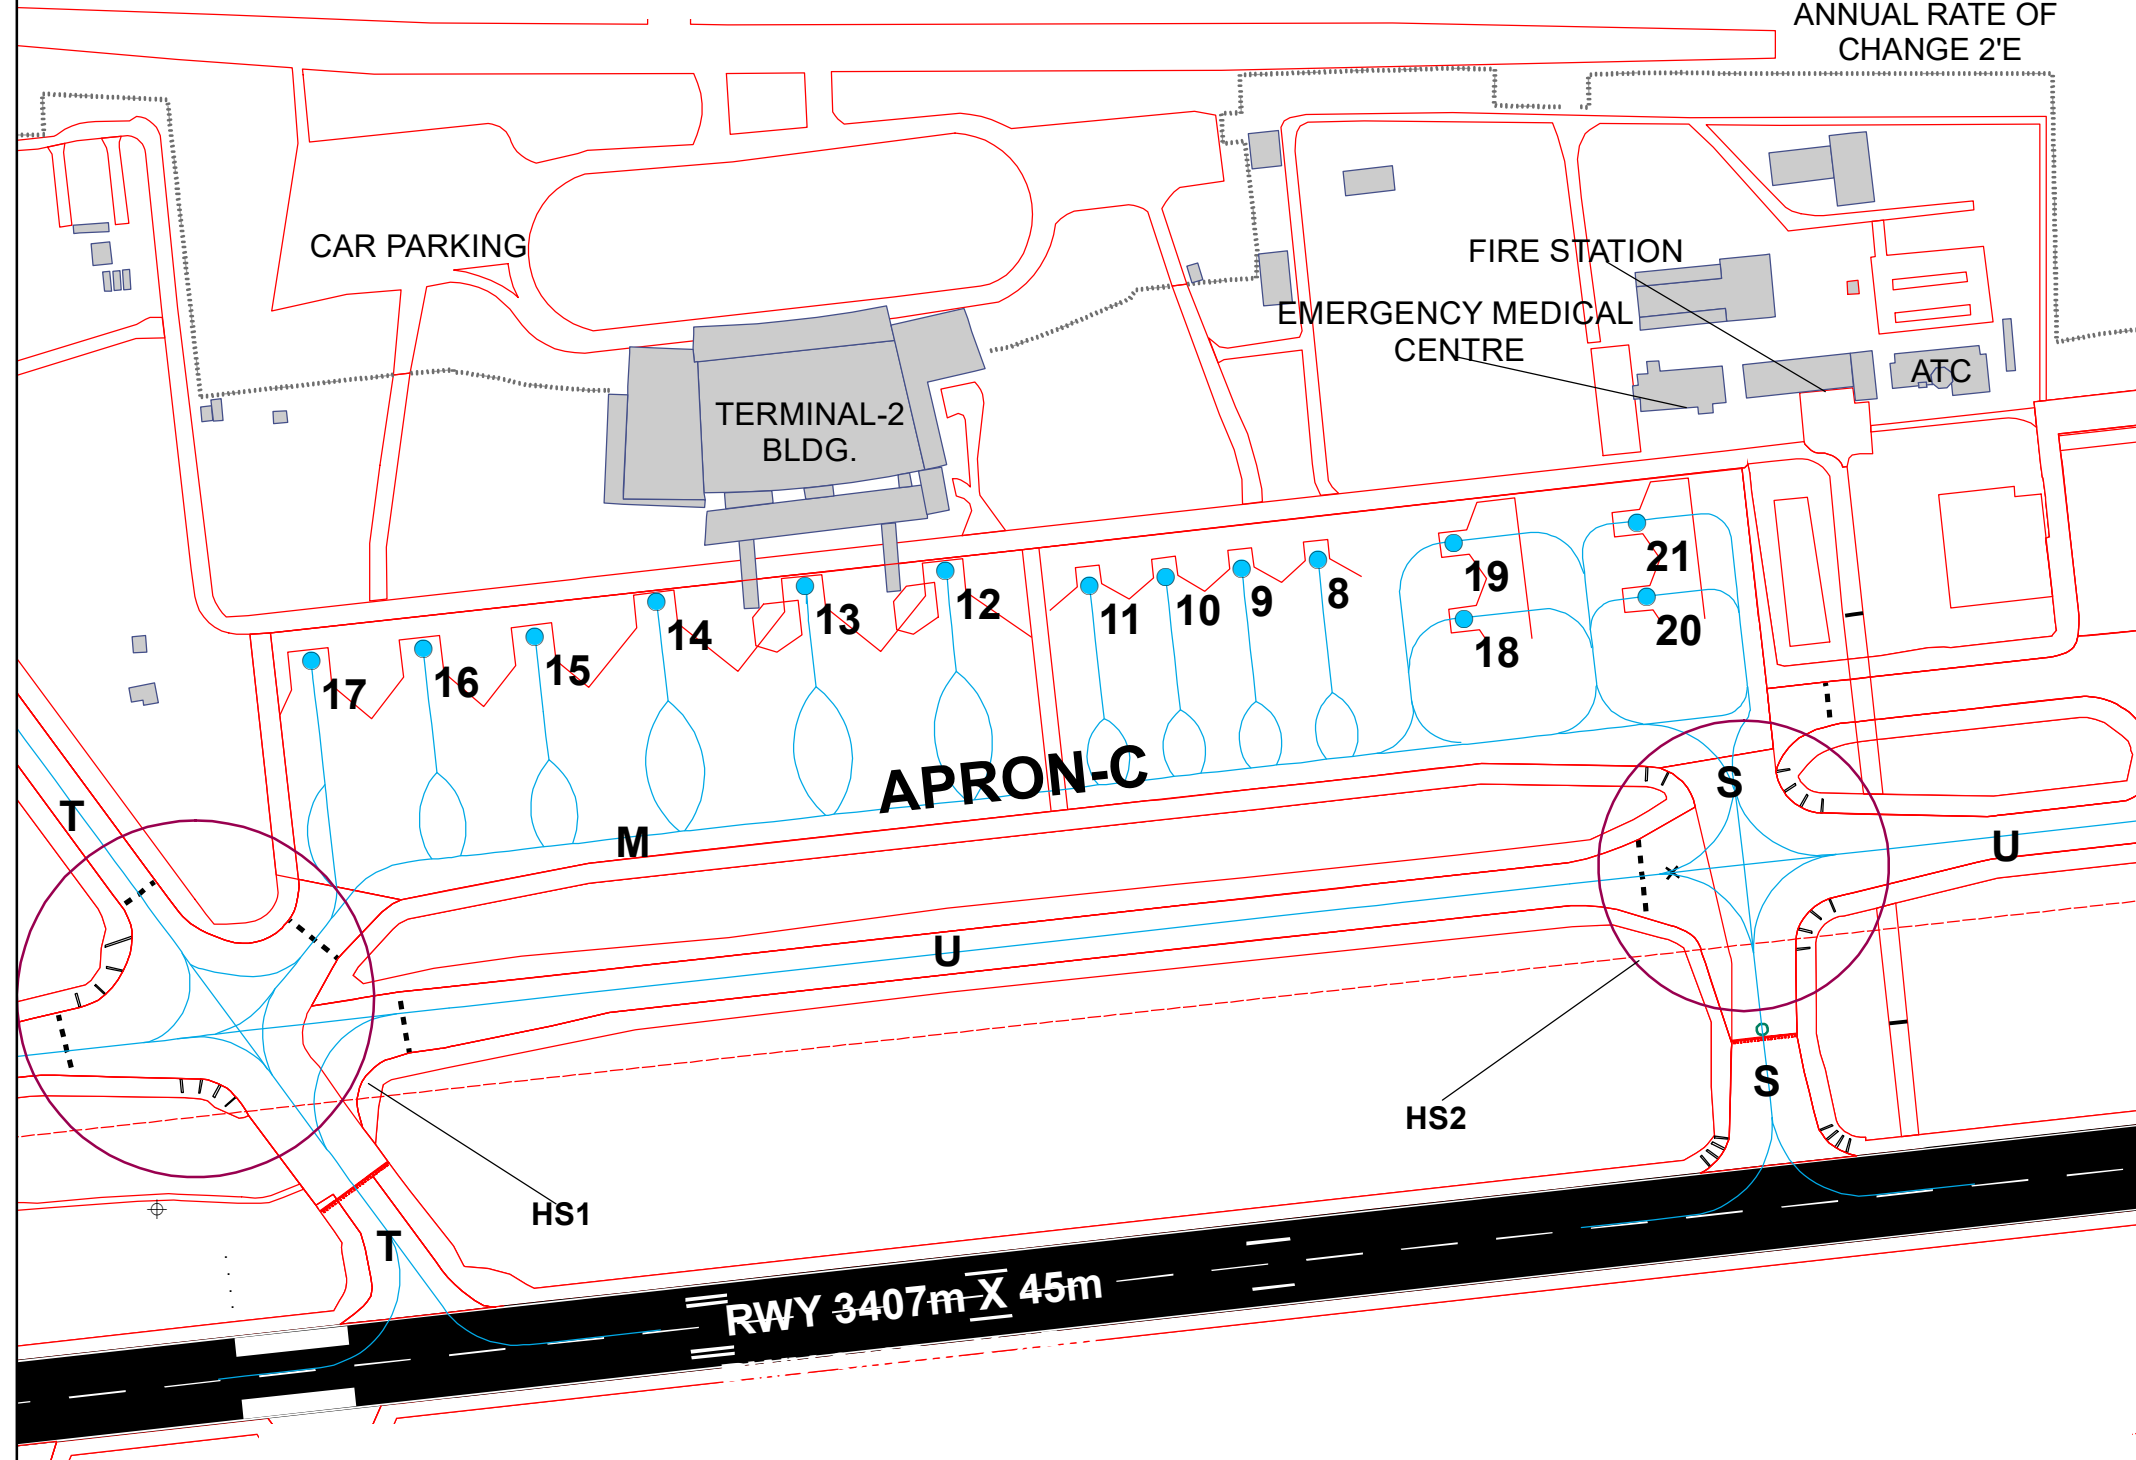 ANNUAL RATE OF
CHANGE 2'E
CAR PARKING
FIRE STATION
EMERGENCY MEDICAL
CENTRE
ATC
TERMINAL-2
BLDG.
21
19
20
18
8
9
10
11
12
13
14
15
16
17
APRON-C
S
T
M
U
U
S
HS2
HS1
T
RWY 3407m X 45m